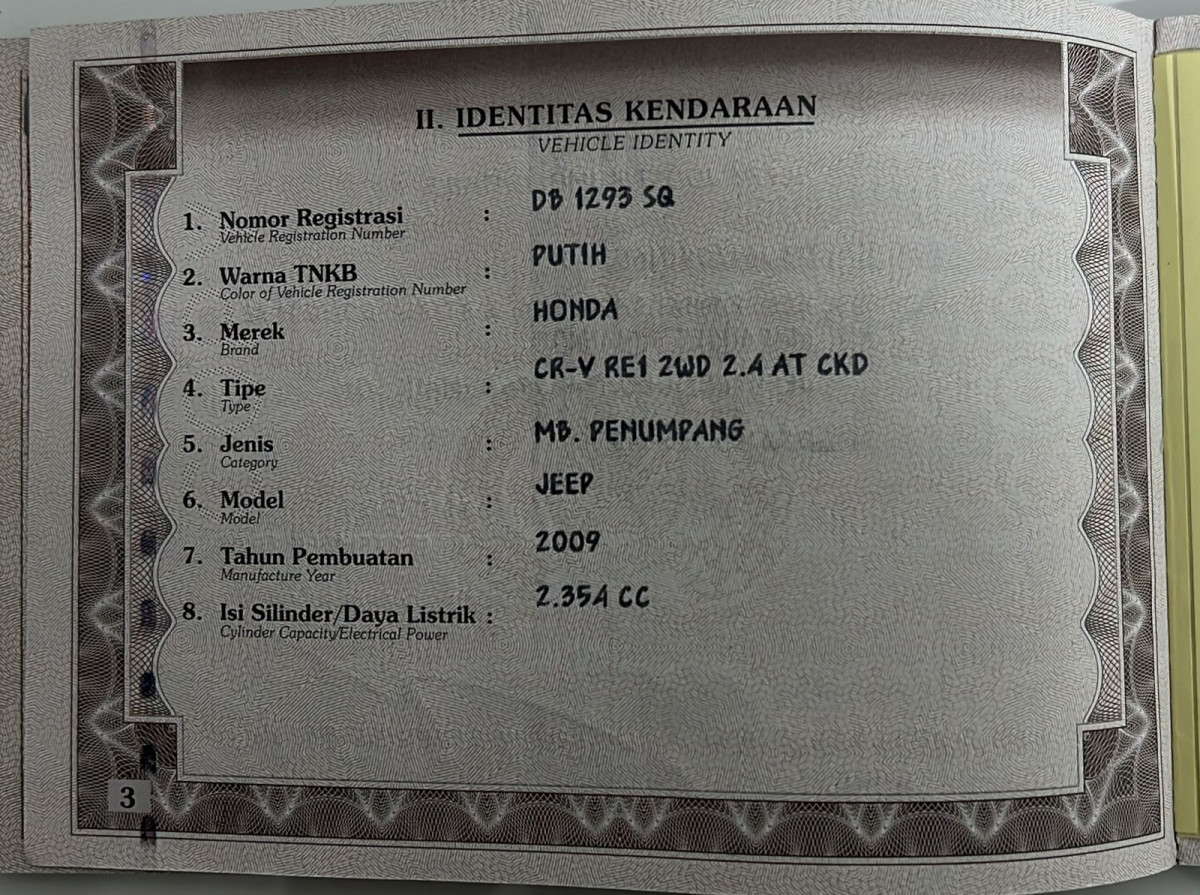 II. IDENTITAS KENDARAAN
VEHICLE IDENTITY
1. Nomor Registrasi : DB 1293 SQ
Vehicle Registration Number
2. Warna TNKB : PUTIH
Color of Vehicle Registration Number
3. Merek : HONDA
Brand
4. Tipe : CR-V RE1 2WD 2.4 AT CKD
Type
5. Jenis : MB. PENUMPANG
Category
6. Model : JEEP
Model
7. Tahun Pembuatan : 2009
Manufacture Year
8. Isi Silinder/Daya Listrik : 2.354 CC
Cylinder Capacity/Electrical Power
3